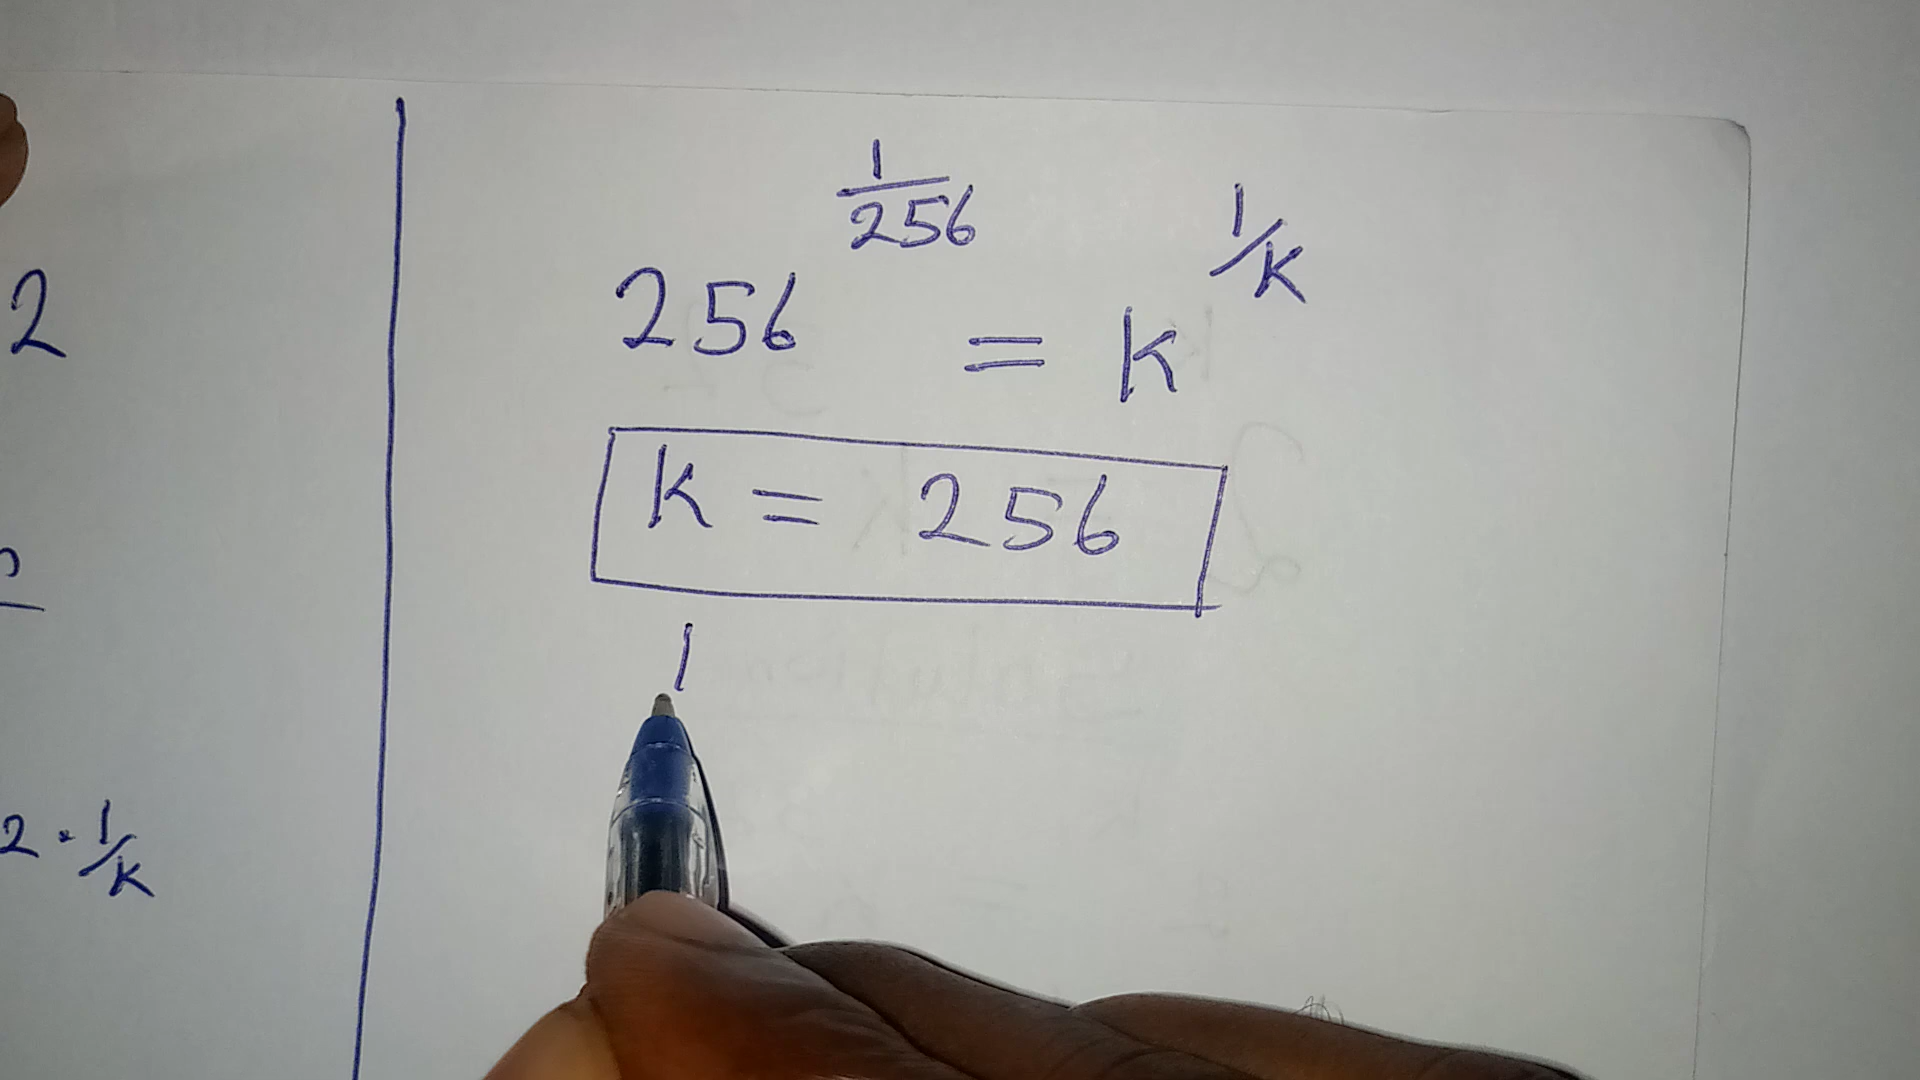 2
2 · 1/k
256^(1/256) = k^(1/k)
k = 256
1